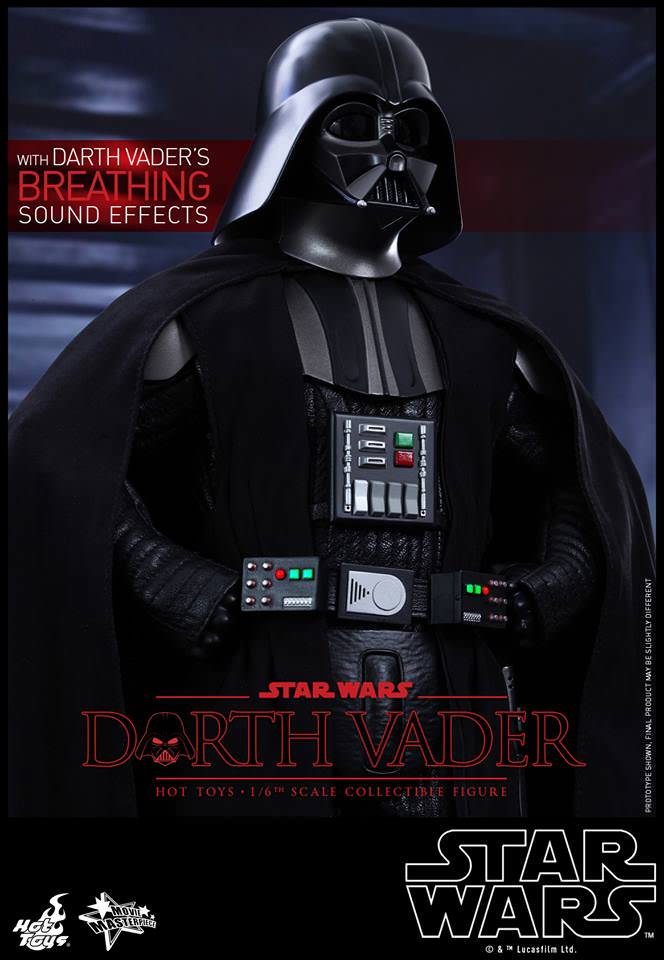 WITH DARTH VADER'S
BREATHING
SOUND EFFECTS
STAR WARS
DARTH VADER
HOT TOYS • 1/6TH SCALE COLLECTIBLE FIGURE
PROTOTYPE SHOWN, FINAL PRODUCT MAY BE SLIGHTLY DIFFERENT
STAR
WARS™
Hot
Toys®
MOVIE
MASTERPIECE
© & ™ Lucasfilm Ltd.